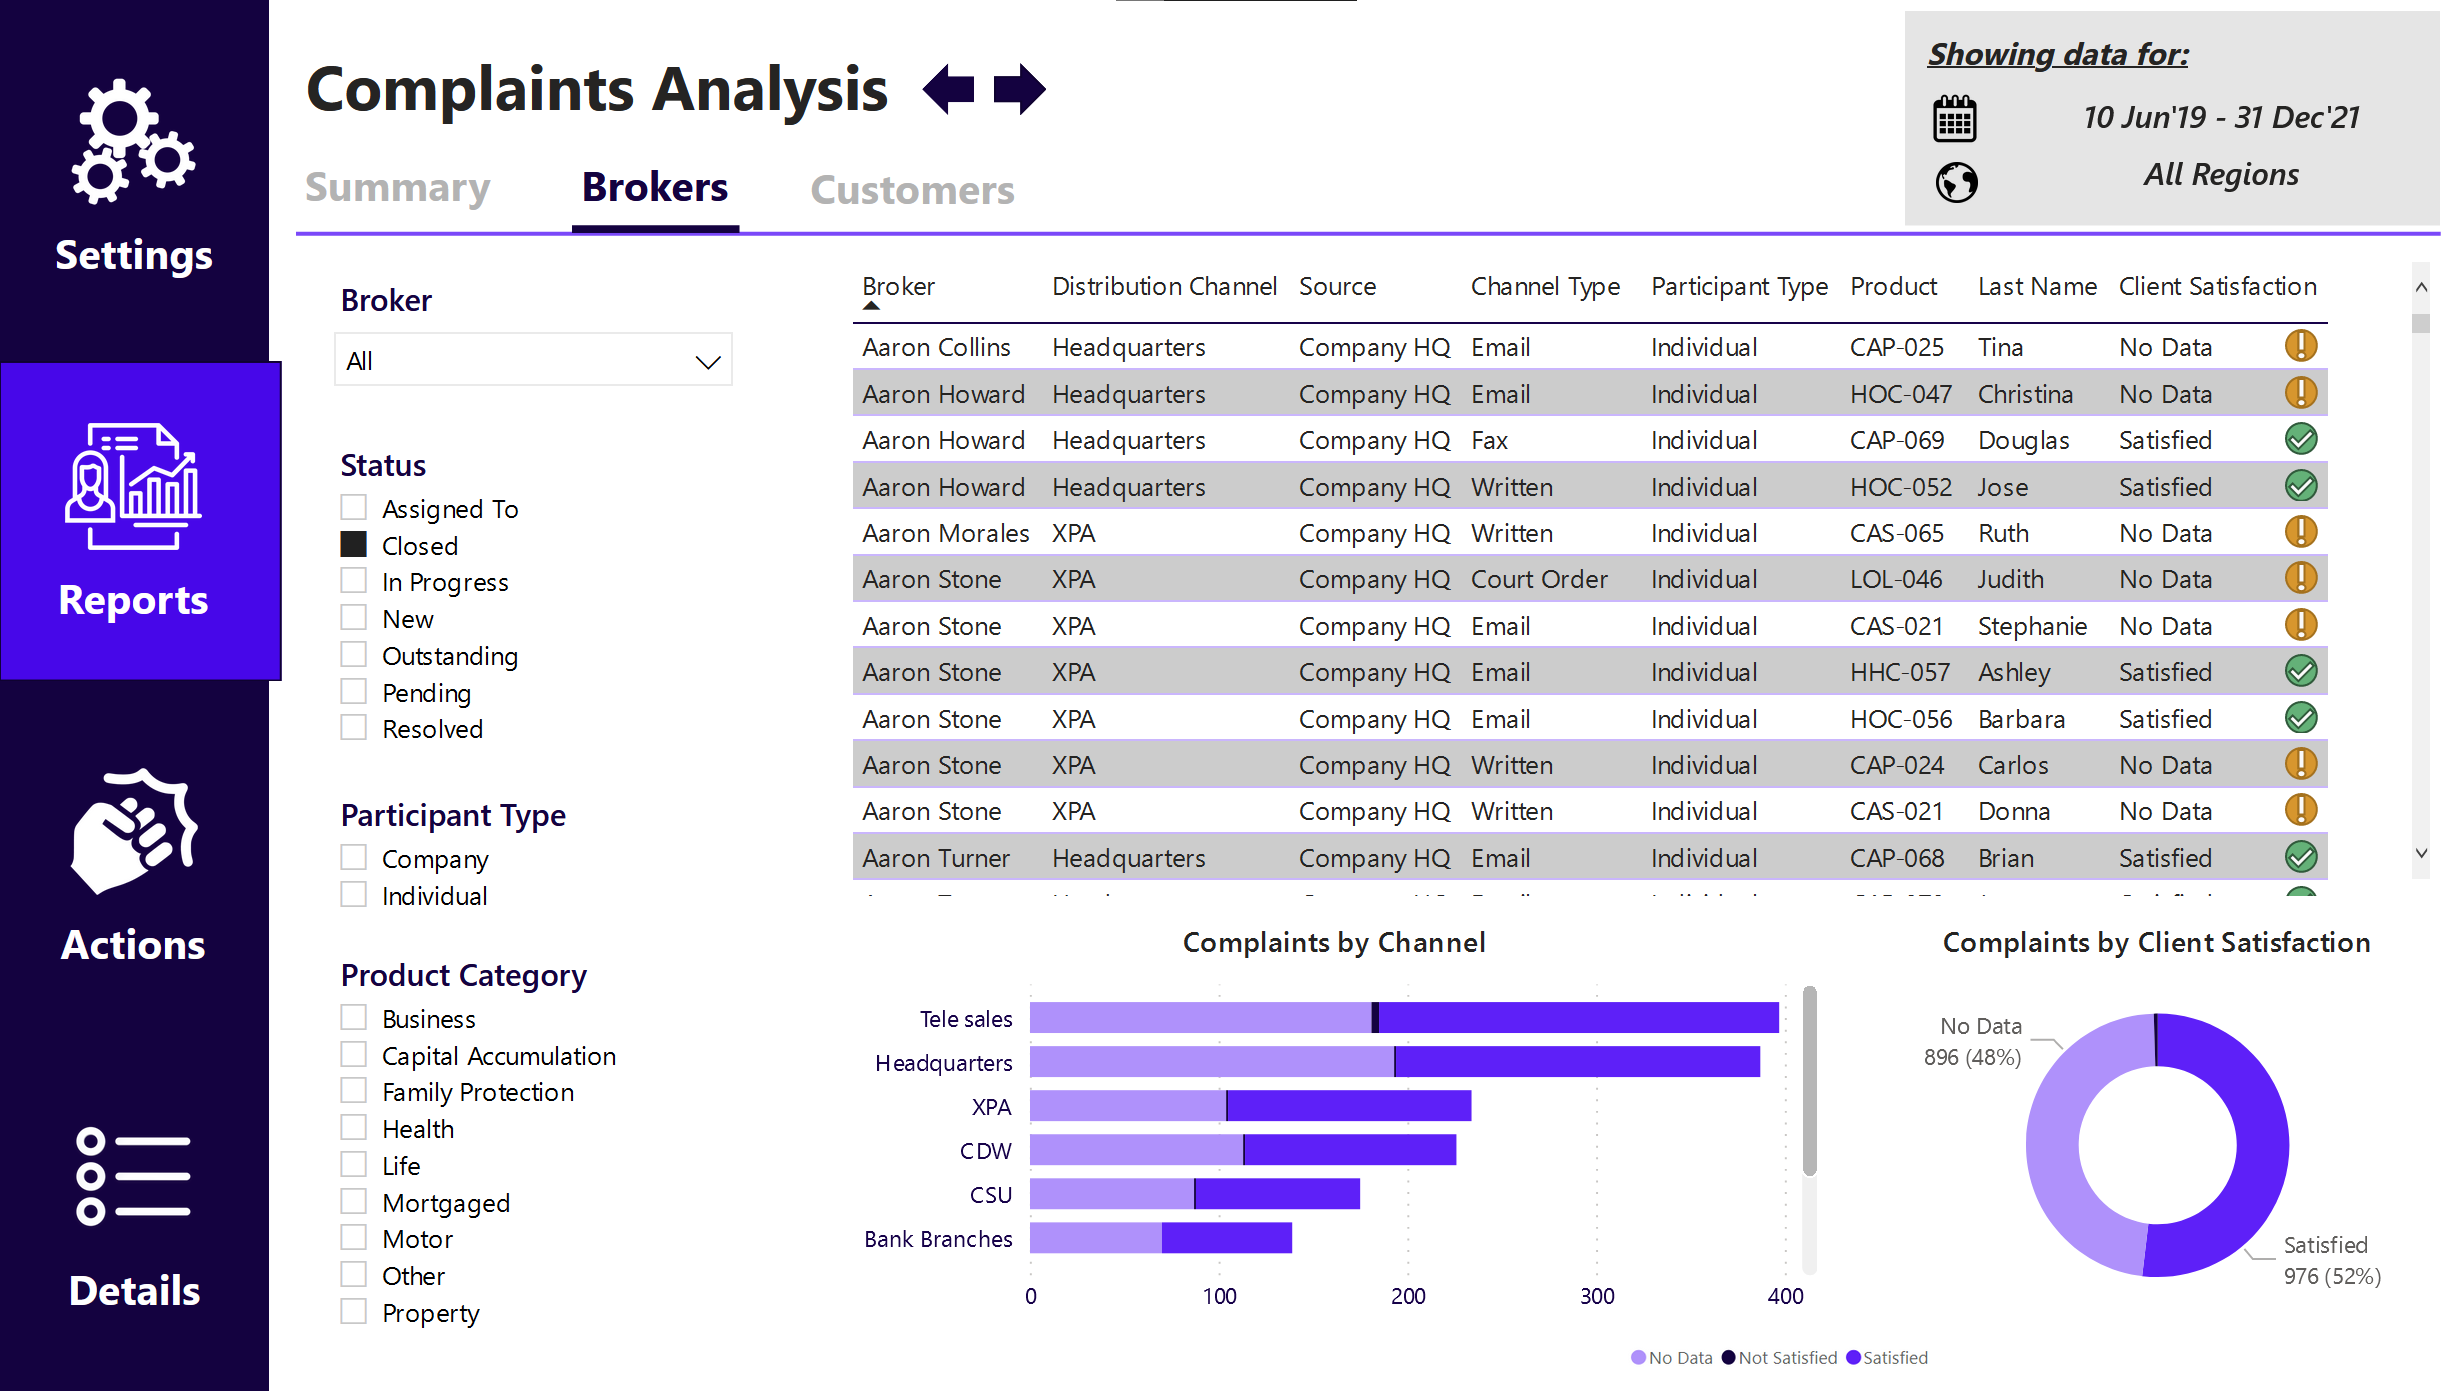 Settings
Reports
Actions
Details
Complaints Analysis
Summary
Brokers
Customers
Showing data for:
10 Jun'19 - 31 Dec'21
All Regions
Broker
All
Status
Assigned To
Closed
In Progress
New
Outstanding
Pending
Resolved
Participant Type
Company
Individual
Product Category
Business
Capital Accumulation
Family Protection
Health
Life
Mortgaged
Motor
Other
Property
Broker Distribution Channel Source Channel Type Participant Type Product Last Name Client Satisfaction
Aaron Collins Headquarters Company HQ Email Individual CAP-025 Tina No Data
Aaron Howard Headquarters Company HQ Email Individual HOC-047 Christina No Data
Aaron Howard Headquarters Company HQ Fax Individual CAP-069 Douglas Satisfied
Aaron Howard Headquarters Company HQ Written Individual HOC-052 Jose Satisfied
Aaron Morales XPA Company HQ Written Individual CAS-065 Ruth No Data
Aaron Stone XPA Company HQ Court Order Individual LOL-046 Judith No Data
Aaron Stone XPA Company HQ Email Individual CAS-021 Stephanie No Data
Aaron Stone XPA Company HQ Email Individual HHC-057 Ashley Satisfied
Aaron Stone XPA Company HQ Email Individual HOC-056 Barbara Satisfied
Aaron Stone XPA Company HQ Written Individual CAP-024 Carlos No Data
Aaron Stone XPA Company HQ Written Individual CAS-021 Donna No Data
Aaron Turner Headquarters Company HQ Email Individual CAP-068 Brian Satisfied
Complaints by Channel
Tele sales
Headquarters
XPA
CDW
CSU
Bank Branches
0 100 200 300 400
No Data Not Satisfied Satisfied
Complaints by Client Satisfaction
No Data
896 (48%)
Satisfied
976 (52%)